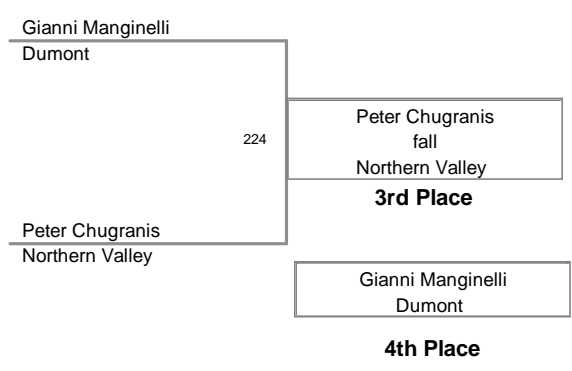 Gianni Manginelli
Dumont
224
Peter Chugranis
fall
Northern Valley
3rd Place
Peter Chugranis
Northern Valley
Gianni Manginelli
Dumont
4th Place